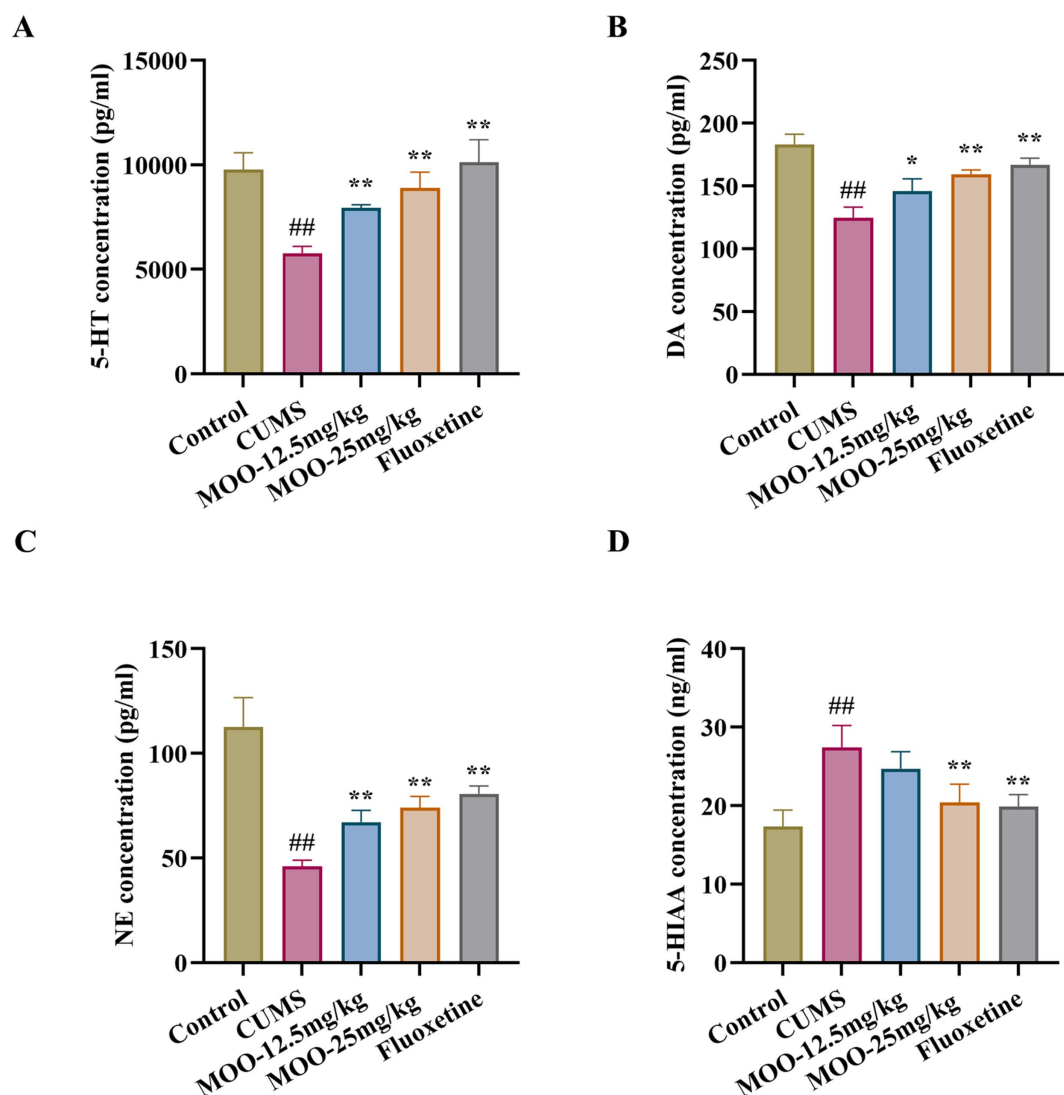 A
5-HT concentration (pg/ml)
15000
10000
5000
0
##
**
**
**
Control
CUMS
MOO-12.5mg/kg
MOO-25mg/kg
Fluoxetine
B
DA concentration (pg/ml)
250
200
150
100
50
0
##
*
**
**
Control
CUMS
MOO-12.5mg/kg
MOO-25mg/kg
Fluoxetine
C
NE concentration (pg/ml)
150
100
50
0
##
**
**
**
Control
CUMS
MOO-12.5mg/kg
MOO-25mg/kg
Fluoxetine
D
5-HIAA concentration (ng/ml)
40
30
20
10
0
##
**
**
Control
CUMS
MOO-12.5mg/kg
MOO-25mg/kg
Fluoxetine